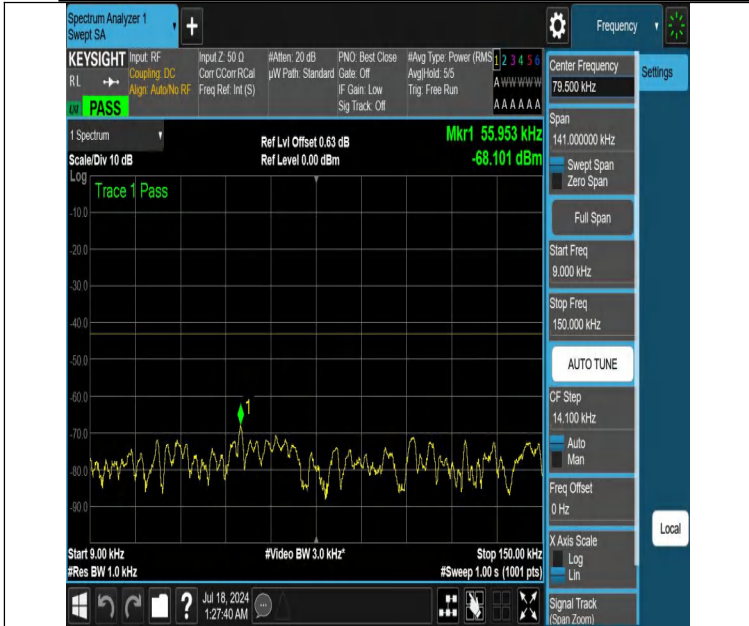 Spectrum Analyzer 1
Swept SA
+
Frequency
KEYSIGHT
RL
LXI
PASS
Input: RF
Coupling: DC
Align: Auto/No RF
Input Z: 50 Ω
Corr CCorr RCal
Freq Ref: Int (S)
#Atten: 20 dB
µW Path: Standard
PNO: Best Close
Gate: Off
IF Gain: Low
Sig Track: Off
#Avg Type: Power (RMS
Avg|Hold: 5/5
Trig: Free Run
1 2 3 4 5 6
A W W W W W
A A A A A A
1 Spectrum
Scale/Div 10 dB
Ref Lvl Offset 0.63 dB
Ref Level 0.00 dBm
Mkr1 55.953 kHz
-68.101 dBm
Log
Trace 1 Pass
-10.0
-20.0
-30.0
-40.0
-50.0
-60.0
-70.0
-80.0
-90.0
1
Start 9.00 kHz
#Res BW 1.0 kHz
#Video BW 3.0 kHz*
Stop 150.00 kHz
#Sweep 1.00 s (1001 pts)
?
Jul 18, 2024
1:27:40 AM
Center Frequency
79.500 kHz
Settings
Span
141.000000 kHz
Swept Span
Zero Span
Full Span
Start Freq
9.000 kHz
Stop Freq
150.000 kHz
AUTO TUNE
CF Step
14.100 kHz
Auto
Man
Freq Offset
0 Hz
Local
X Axis Scale
Log
Lin
Signal Track
(Span Zoom)